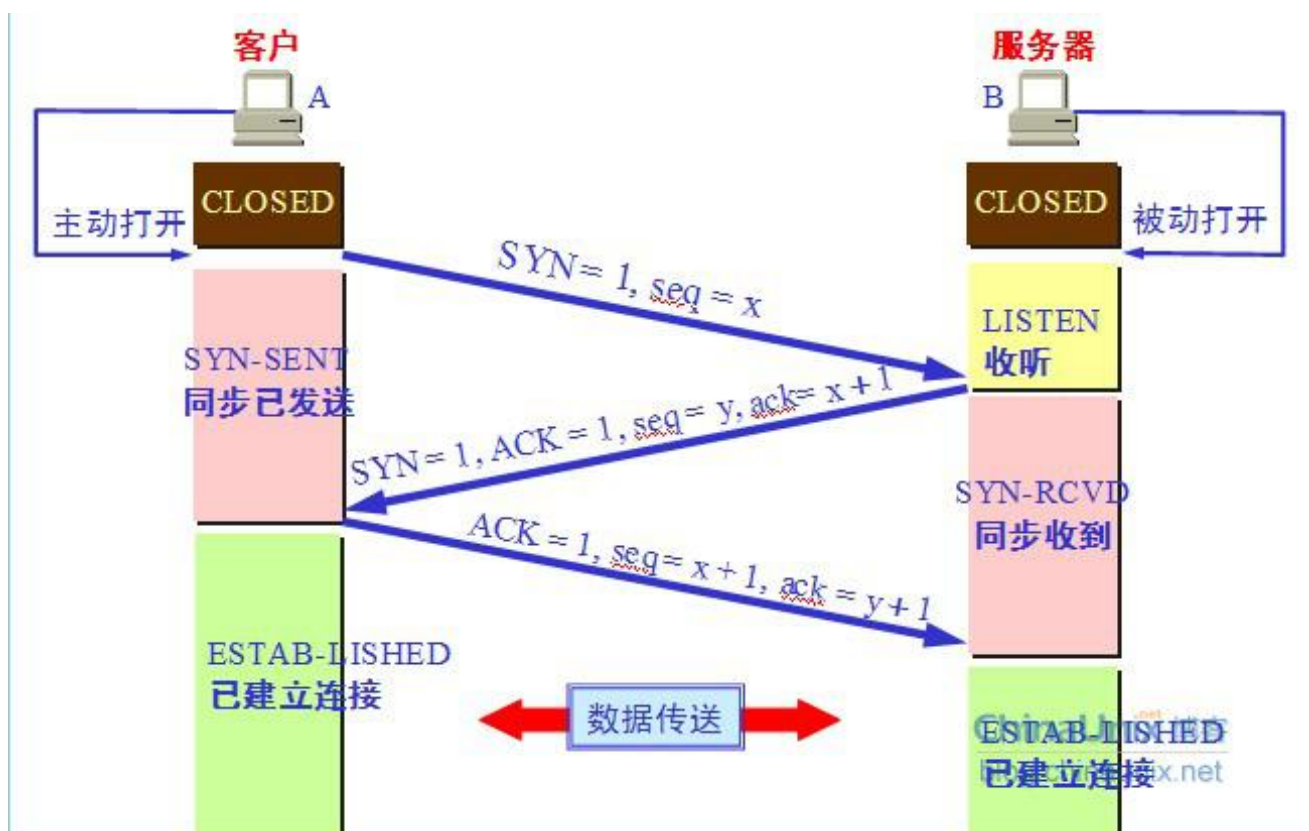 客户
服务器
A
B
CLOSED
CLOSED
主动打开
被动打开
SYN = 1, seq = x
LISTEN
收听
SYN-SENT
同步已发送
SYN = 1, ACK = 1, seq = y, ack= x + 1
SYN-RCVD
同步收到
ACK = 1, seq = x + 1, ack = y + 1
ESTAB-LISHED
已建立连接
数据传送
ESTAB-LISHED
已建立连接